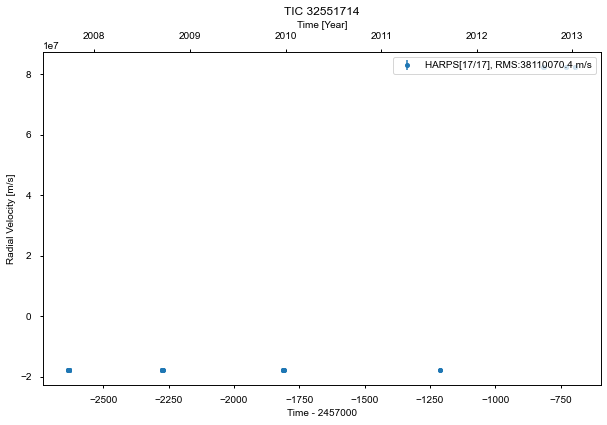 TIC 32551714
Time [Year]
2008 2009 2010 2011 2012 2013
1e7
HARPS[17/17], RMS:38110070.4 m/s
8
6
4
2
0
−2
Radial Velocity [m/s]
−2500 −2250 −2000 −1750 −1500 −1250 −1000 −750
Time - 2457000